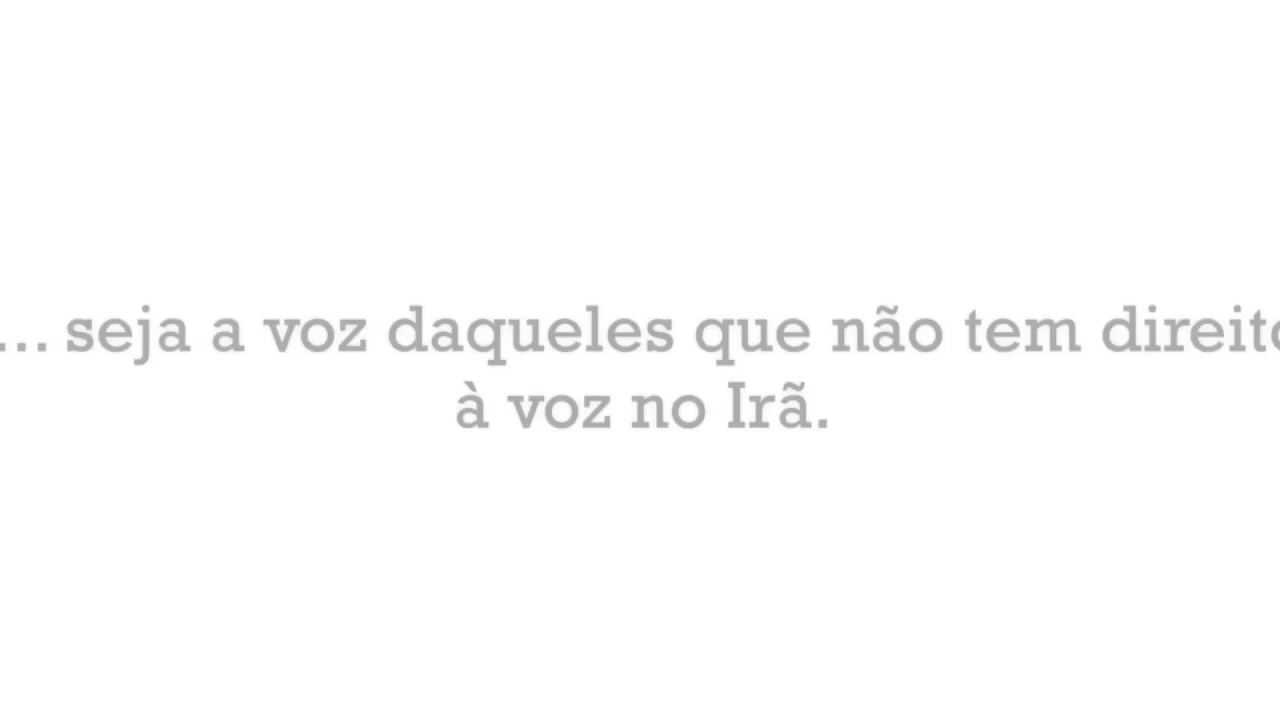 ... seja a voz daqueles que não tem direito
à voz no Irã.